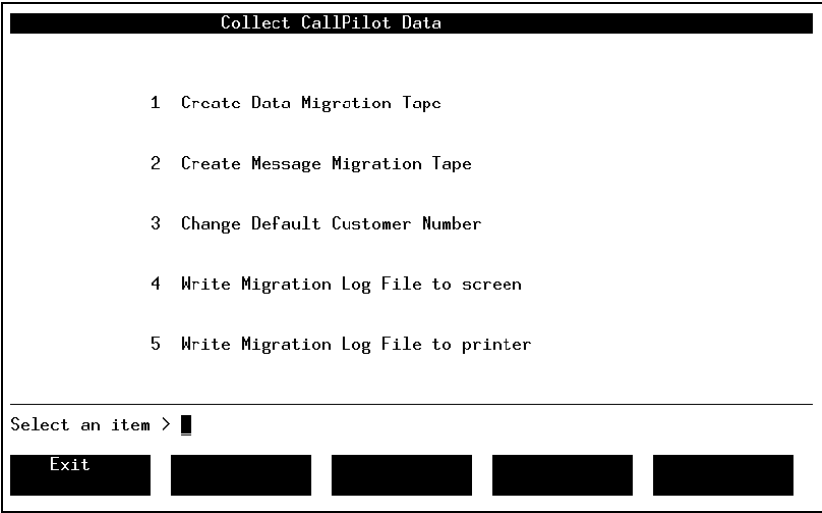 Collect CallPilot Data
1 Create Data Migration Tape
2 Create Message Migration Tape
3 Change Default Customer Number
4 Write Migration Log File to screen
5 Write Migration Log File to printer
Select an item >
Exit